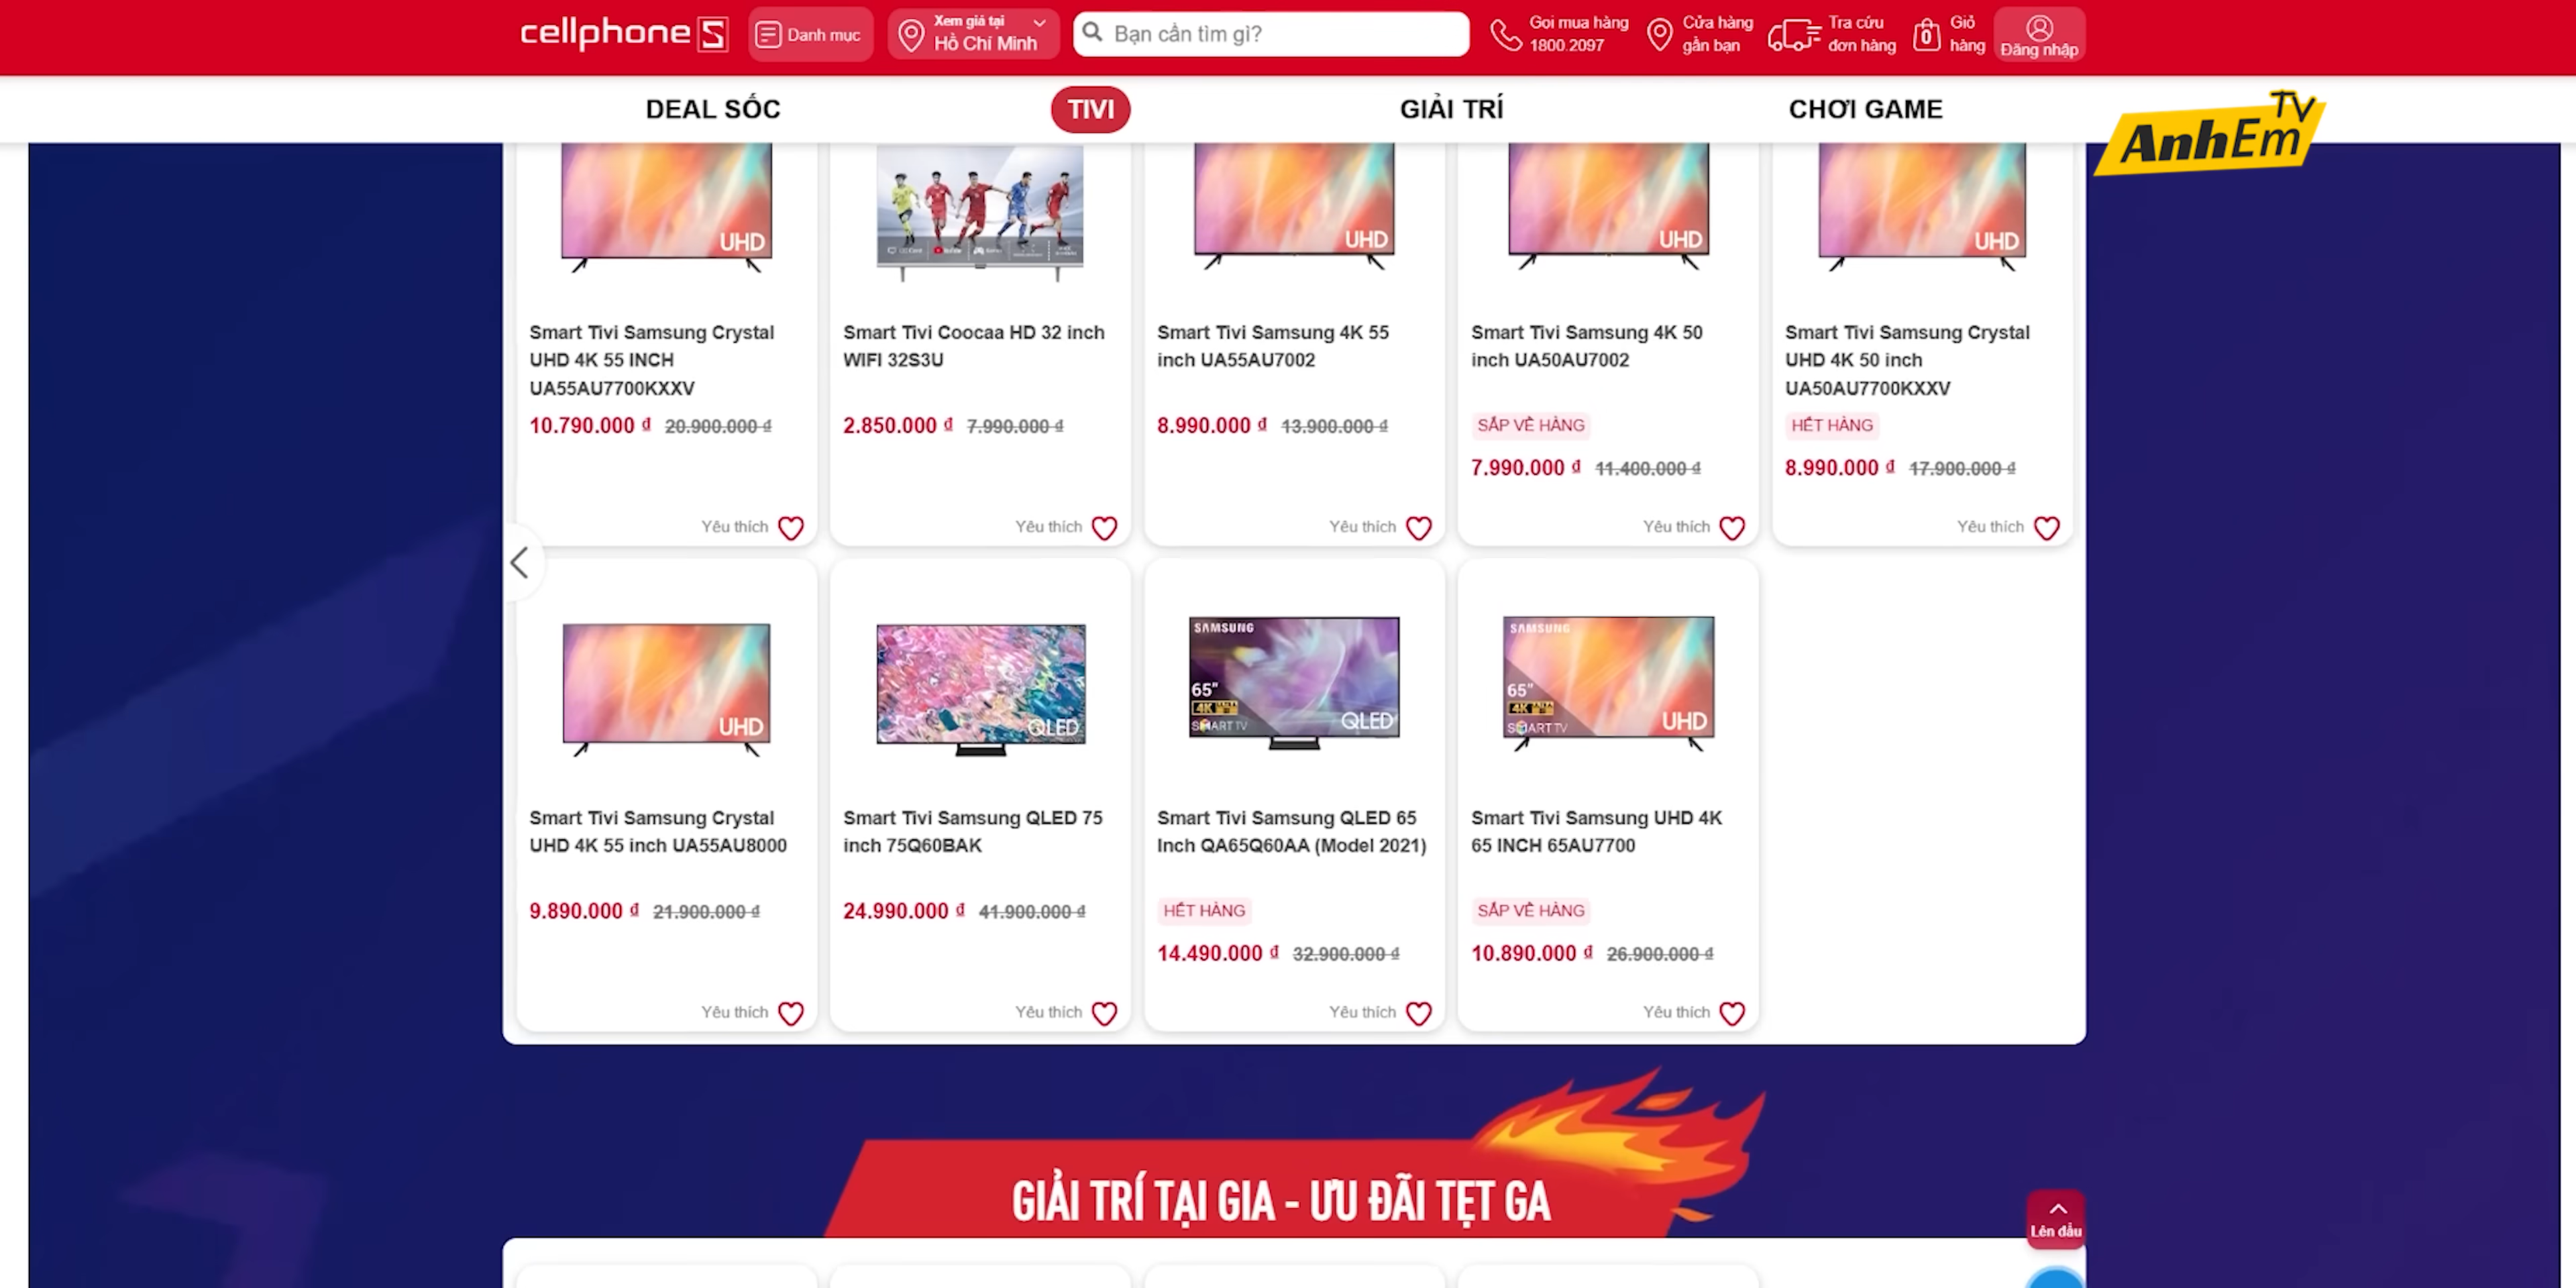 cellphoneS
Danh mục
Xem giá tại
Hồ Chí Minh
Bạn cần tìm gì?
Gọi mua hàng
1800.2097
Cửa hàng
gần bạn
Tra cứu
đơn hàng
0
Giỏ
hàng
Đăng nhập
DEAL SỐC
TIVI
GIẢI TRÍ
CHƠI GAME
AnhEm TV
UHD
UHD
UHD
UHD
Smart Tivi Samsung Crystal
UHD 4K 55 INCH
UA55AU7700KXXV
10.790.000 ₫ 20.900.000 ₫
Yêu thích
Smart Tivi Coocaa HD 32 inch
WIFI 32S3U
2.850.000 ₫ 7.990.000 ₫
Yêu thích
Smart Tivi Samsung 4K 55
inch UA55AU7002
8.990.000 ₫ 13.900.000 ₫
Yêu thích
Smart Tivi Samsung 4K 50
inch UA50AU7002
SẮP VỀ HÀNG
7.990.000 ₫ 11.400.000 ₫
Yêu thích
Smart Tivi Samsung Crystal
UHD 4K 50 inch
UA50AU7700KXXV
HẾT HÀNG
8.990.000 ₫ 17.900.000 ₫
Yêu thích
UHD
Smart Tivi Samsung Crystal
UHD 4K 55 inch UA55AU8000
9.890.000 ₫ 21.900.000 ₫
Yêu thích
QLED
Smart Tivi Samsung QLED 75
inch 75Q60BAK
24.990.000 ₫ 41.900.000 ₫
Yêu thích
SAMSUNG
65"
4K
SMART TV
QLED
Smart Tivi Samsung QLED 65
Inch QA65Q60AA (Model 2021)
HẾT HÀNG
14.490.000 ₫ 32.900.000 ₫
Yêu thích
SAMSUNG
65"
4K
SMART TV
UHD
Smart Tivi Samsung UHD 4K
65 INCH 65AU7700
SẮP VỀ HÀNG
10.890.000 ₫ 26.900.000 ₫
Yêu thích
GIẢI TRÍ TẠI GIA - ƯU ĐÃI TẸT GA
Lên đầu